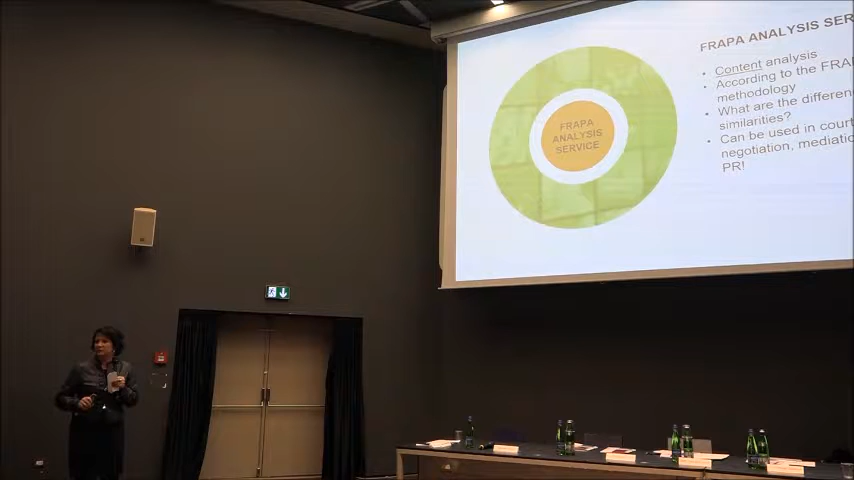 FRAPA ANALYSIS SER
• Content analysis
• According to the FRA
methodology
• What are the differen
similarities?
• Can be used in court
negotiation, mediatio
PR!
FRAPA
ANALYSIS
SERVICE